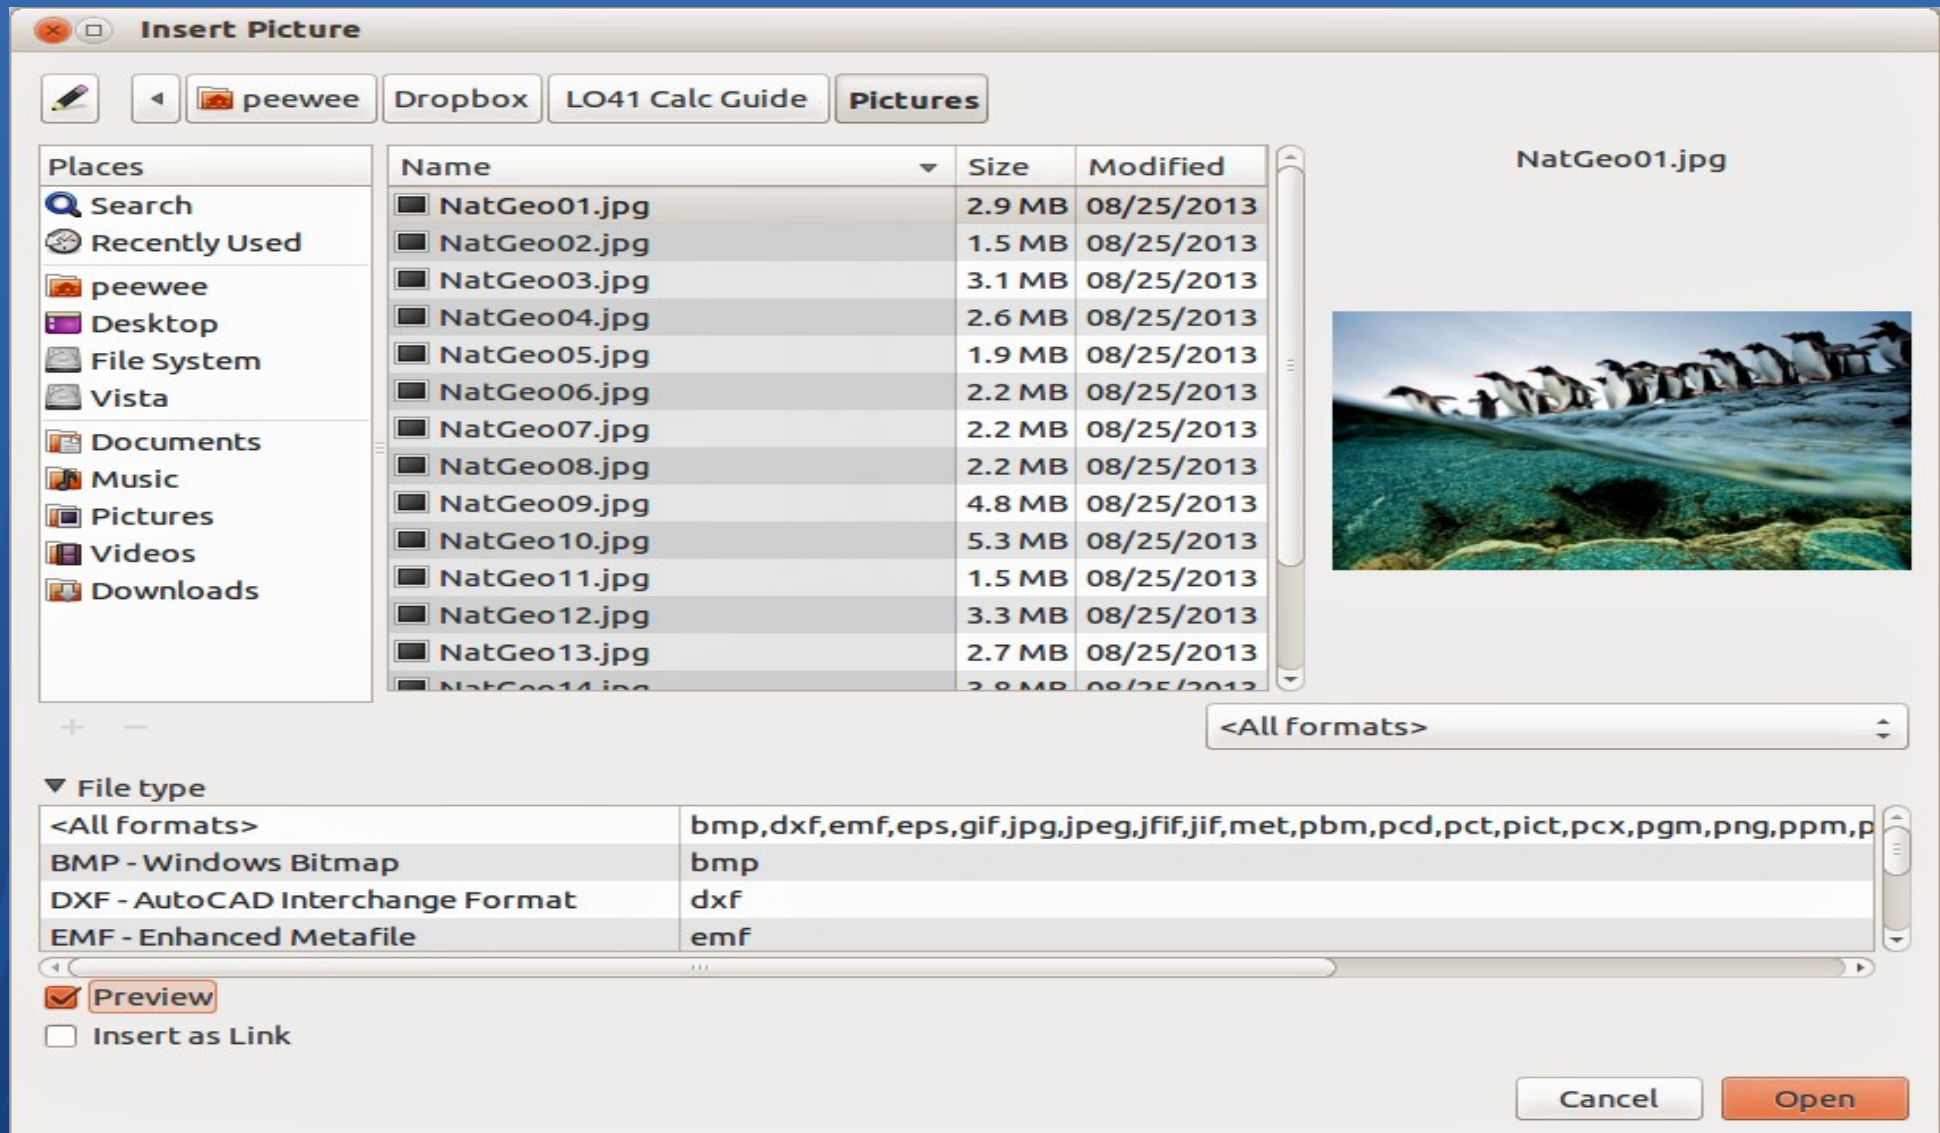 Insert Picture
peewee Dropbox LO41 Calc Guide Pictures
Places
Search
Recently Used
peewee
Desktop
File System
Vista
Documents
Music
Pictures
Videos
Downloads
Name Size Modified
NatGeo01.jpg 2.9 MB 08/25/2013
NatGeo02.jpg 1.5 MB 08/25/2013
NatGeo03.jpg 3.1 MB 08/25/2013
NatGeo04.jpg 2.6 MB 08/25/2013
NatGeo05.jpg 1.9 MB 08/25/2013
NatGeo06.jpg 2.2 MB 08/25/2013
NatGeo07.jpg 2.2 MB 08/25/2013
NatGeo08.jpg 2.2 MB 08/25/2013
NatGeo09.jpg 4.8 MB 08/25/2013
NatGeo10.jpg 5.3 MB 08/25/2013
NatGeo11.jpg 1.5 MB 08/25/2013
NatGeo12.jpg 3.3 MB 08/25/2013
NatGeo13.jpg 2.7 MB 08/25/2013
NatGeo14.jpg 08/25/2013
NatGeo01.jpg
<All formats>
File type
<All formats> bmp,dxf,emf,eps,gif,jpg,jpeg,jfif,jif,met,pbm,pcd,pct,pict,pcx,pgm,png,ppm,p
BMP - Windows Bitmap bmp
DXF - AutoCAD Interchange Format dxf
EMF - Enhanced Metafile emf
Preview
Insert as Link
Cancel Open